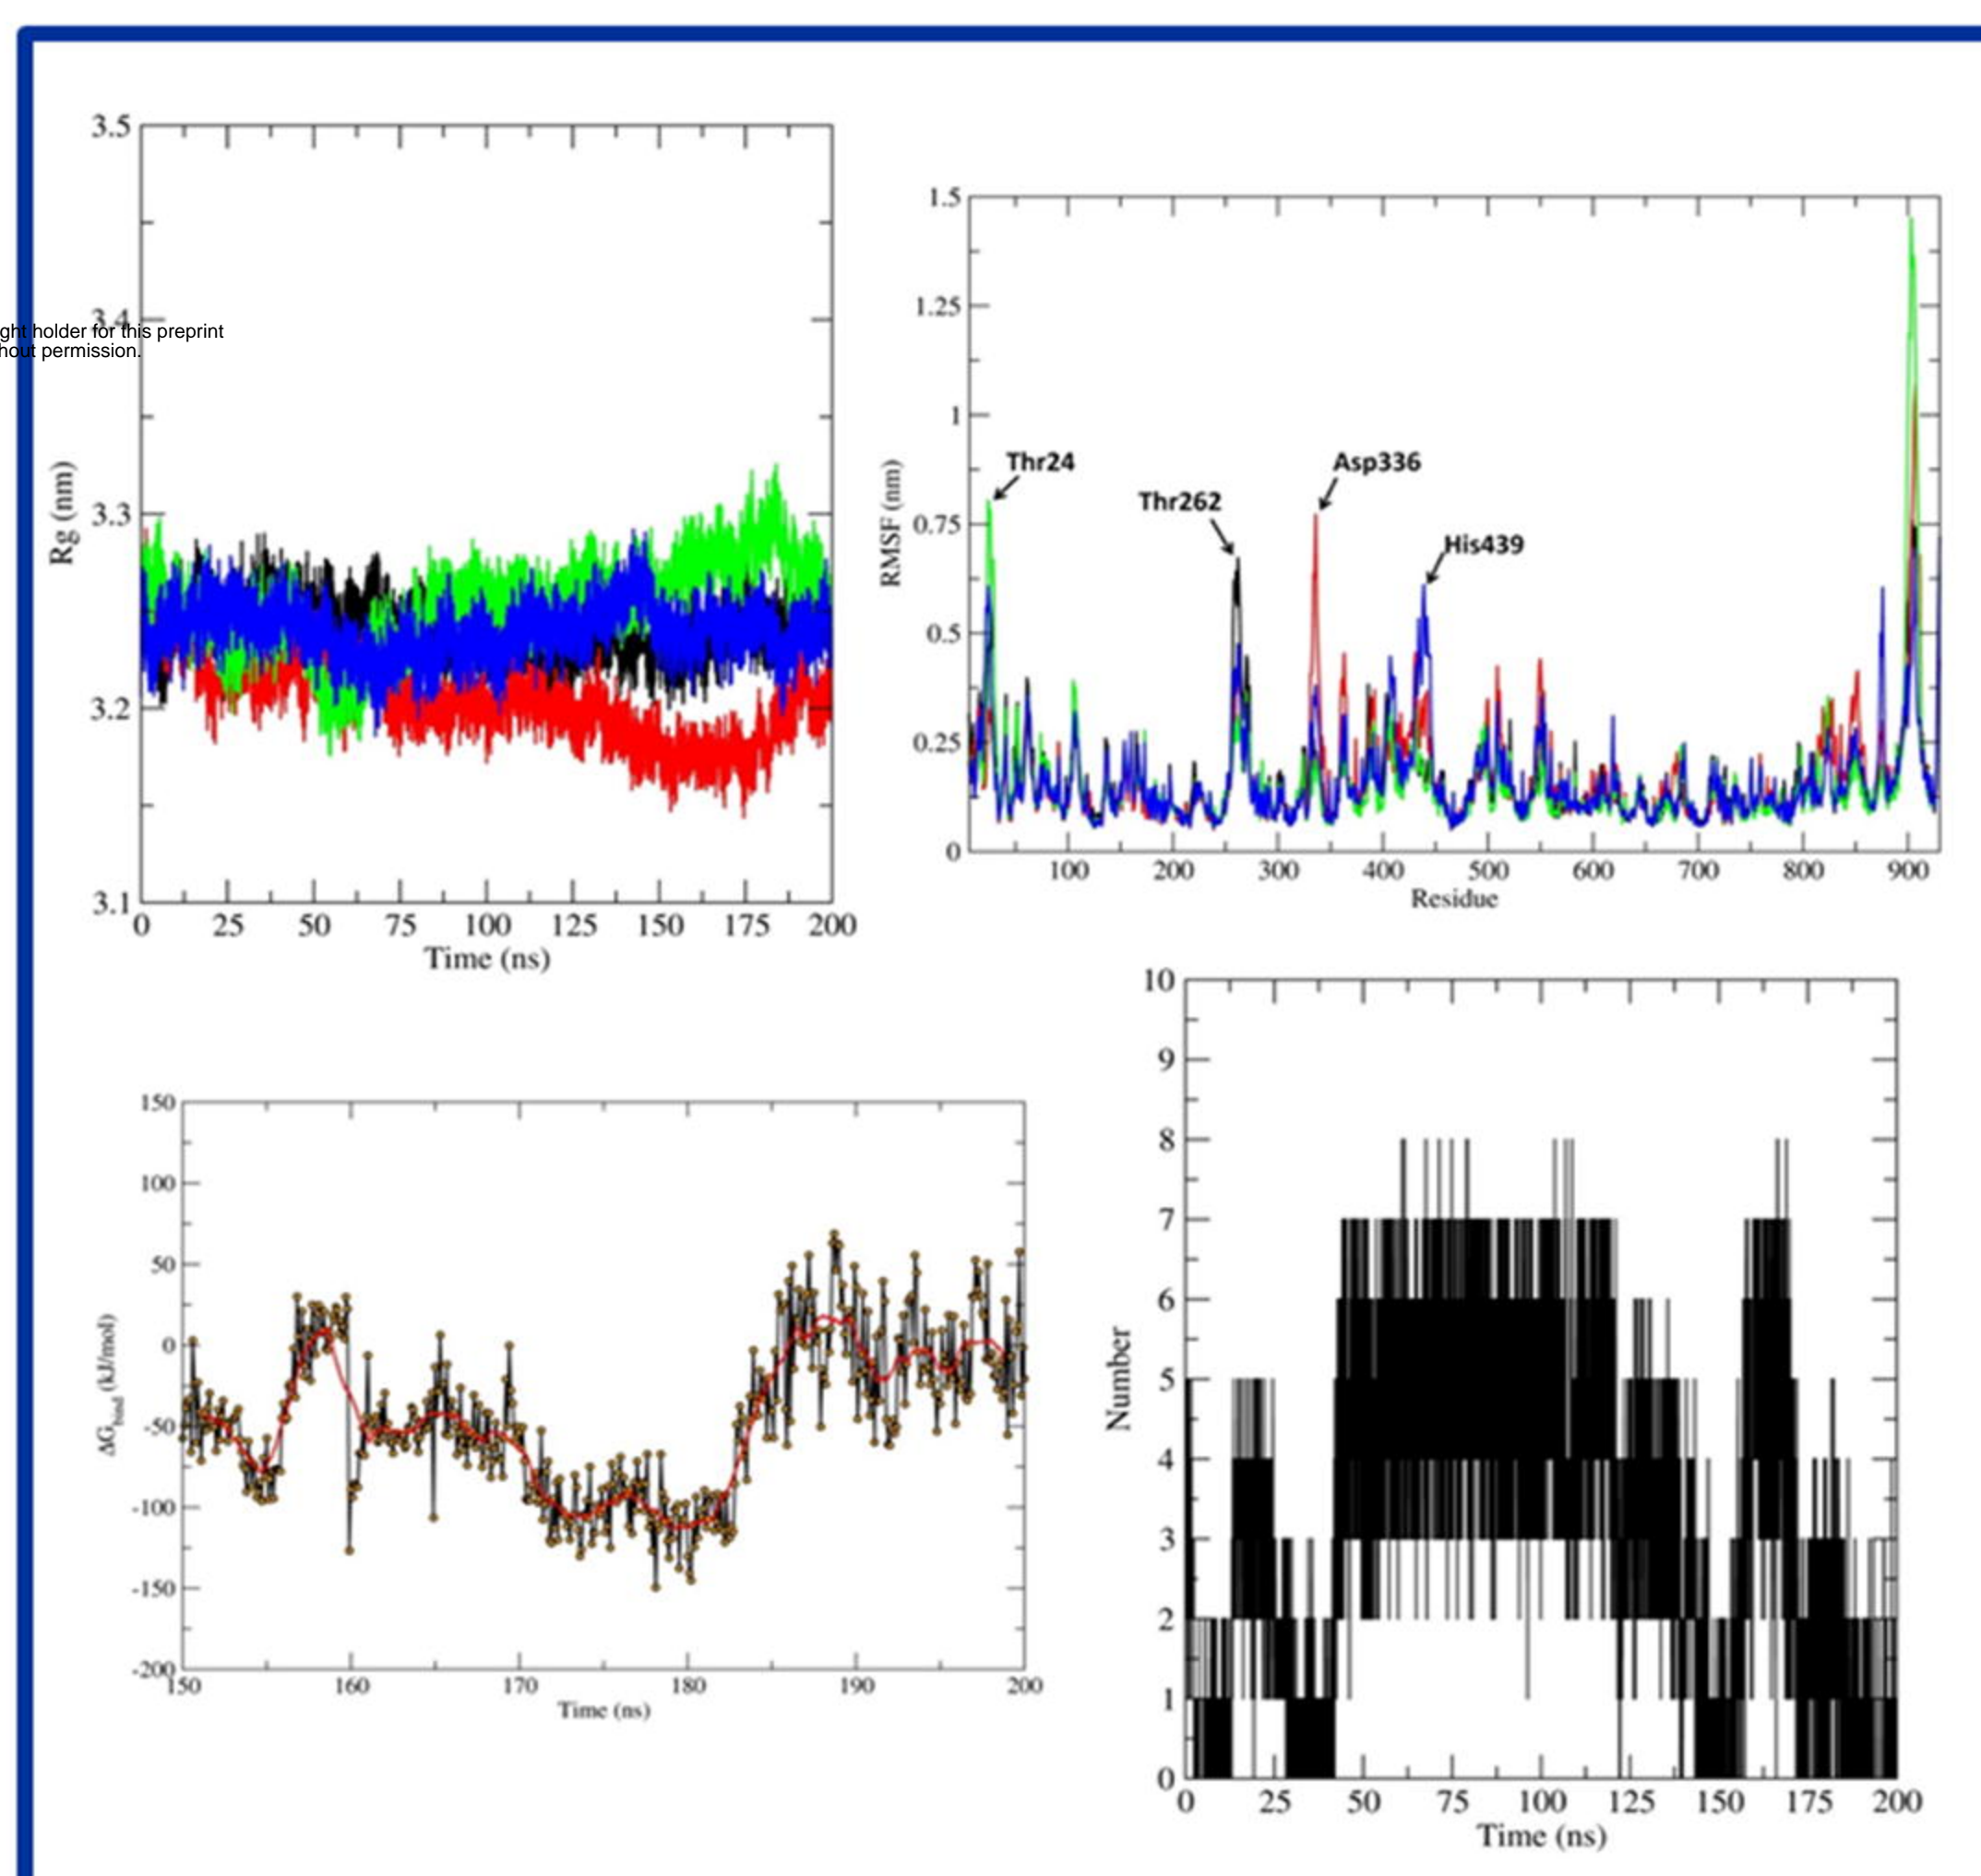 3.5
3.4
ght holder for this preprint
hout permission.
3.3
3.2
3.1
Rg (nm)
0 25 50 75 100 125 150 175 200
Time (ns)
1.5
1.25
1
0.75
0.5
0.25
0
RMSF (nm)
Thr24
Thr262
Asp336
His439
100 200 300 400 500 600 700 800 900
Residue
150
100
50
0
-50
-100
-150
-200
ΔGbind (kJ/mol)
150 160 170 180 190 200
Time (ns)
10
9
8
7
6
5
4
3
2
1
0
Number
0 25 50 75 100 125 150 175 200
Time (ns)